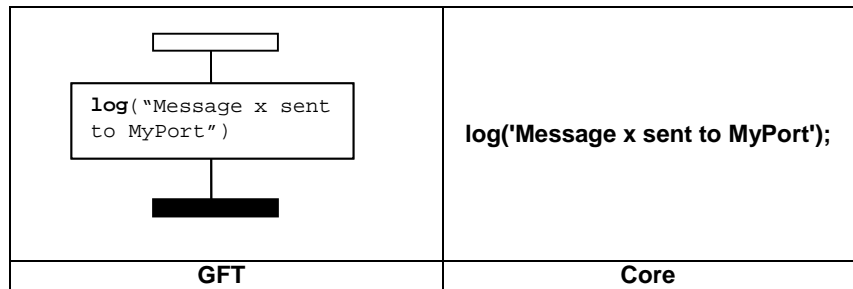 log(“Message x sent
to MyPort”)
log('Message x sent to MyPort');
GFT
Core